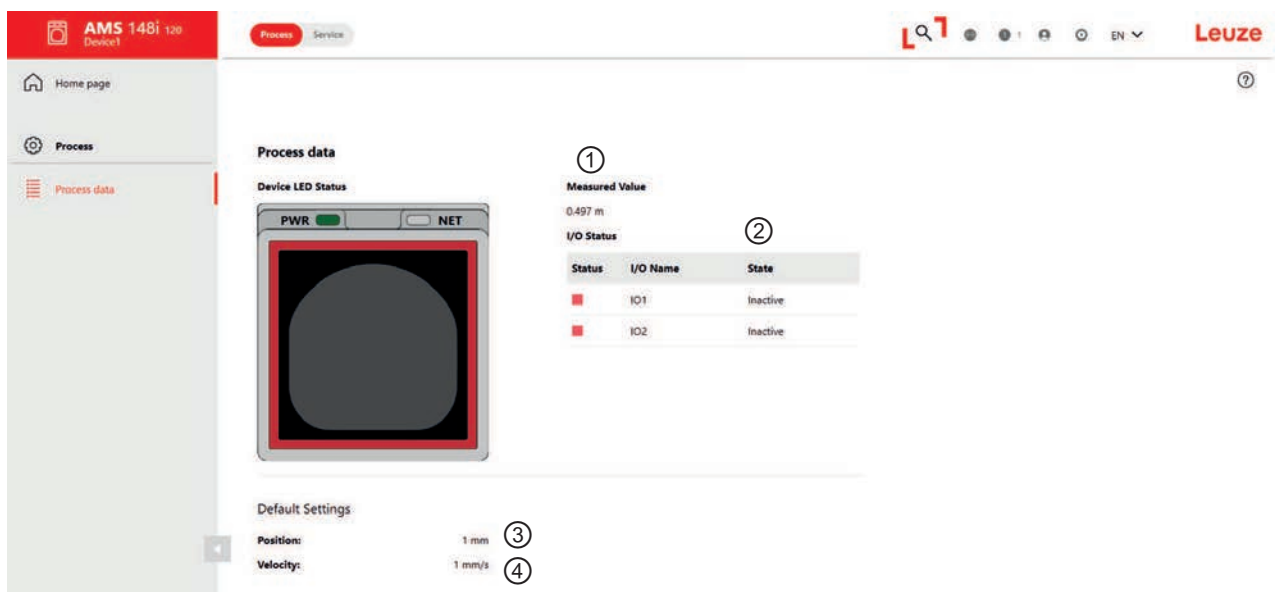 AMS 148i 120
Device1
Process Service
1
EN
Leuze
Home page
?
Process
Process data
Process data
①
Device LED Status
Measured Value
PWR NET
0.497 m
I/O Status
②
Status I/O Name State
IO1 Inactive
IO2 Inactive
Default Settings
Position: 1 mm ③
Velocity: 1 mm/s ④